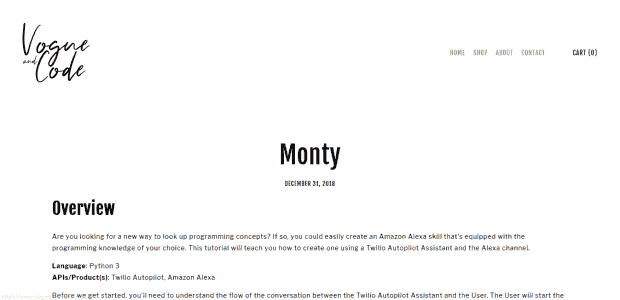 Vogue
and Code
HOME SHOP ABOUT CONTACT CART (0)
Monty
DECEMBER 31, 2018
Overview
Are you looking for a new way to look up programming concepts? If so, you could easily create an Amazon Alexa skill that's equipped with the
programming knowledge of your choice. This tutorial will teach you how to create one using a Twilio Autopilot Assistant and the Alexa channel.
Language: Python 3
APIs/Product(s): Twilio Autopilot, Amazon Alexa
Before we get started, you'll need to understand the flow of the conversation between the Twilio Autopilot Assistant and the User. The User will start the